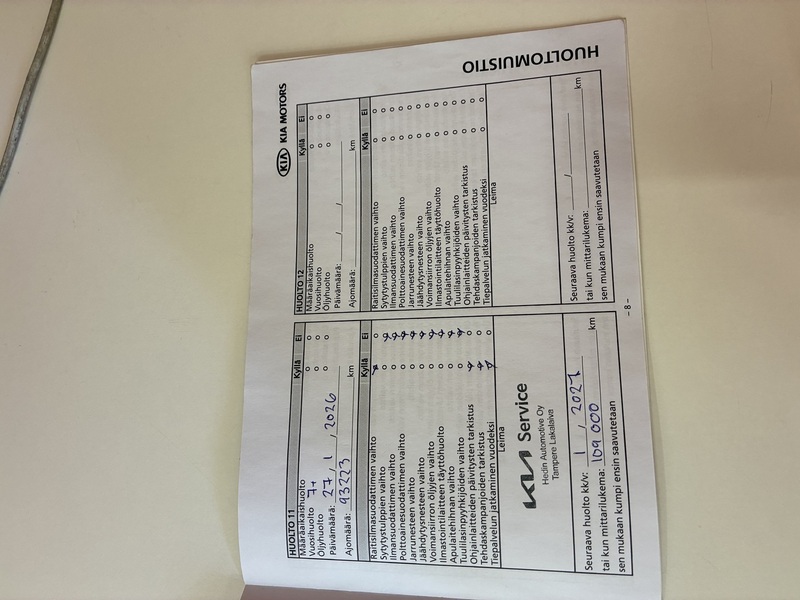 HUOLTOMUISTIO
KIA KIA MOTORS
HUOLTO 11 Kyllä Ei
Määräaikaishuolto
Vuosihuolto 7+
Öljyhuolto
Päivämäärä: 27 / 1 / 2026
Ajomäärä: 93223 km
Kyllä Ei
Raitisilmasuodattimen vaihto
Sytytystulppien vaihto
Ilmansuodattimen vaihto
Polttoainesuodattimen vaihto
Jarrunesteen vaihto
Jäähdytysnesteen vaihto
Voimansiirron öljyjen vaihto
Ilmastointilaitteen täyttöhuolto
Apulaitehihnan vaihto
Tuulilasinpyyhkijöiden vaihto
Ohjainlaitteiden päivitysten tarkistus
Tehdaskampanjoiden tarkistus
Tiepalvelun jatkaminen vuodeksi
Leima
KIA Service
Hedin Automotive Oy
Tampere Lakalaiva
Seuraava huolto kk/v: 1 / 2027
tai kun mittarilukema: 109 000 km
sen mukaan kumpi ensin saavutetaan
HUOLTO 12 Kyllä Ei
Määräaikaishuolto
Vuosihuolto
Öljyhuolto
Päivämäärä: / /
Ajomäärä: km
Kyllä Ei
Raitisilmasuodattimen vaihto
Sytytystulppien vaihto
Ilmansuodattimen vaihto
Polttoainesuodattimen vaihto
Jarrunesteen vaihto
Jäähdytysnesteen vaihto
Voimansiirron öljyjen vaihto
Ilmastointilaitteen täyttöhuolto
Apulaitehihnan vaihto
Tuulilasinpyyhkijöiden vaihto
Ohjainlaitteiden päivitysten tarkistus
Tehdaskampanjoiden tarkistus
Tiepalvelun jatkaminen vuodeksi
Leima
Seuraava huolto kk/v: /
tai kun mittarilukema: km
sen mukaan kumpi ensin saavutetaan
- 8 -